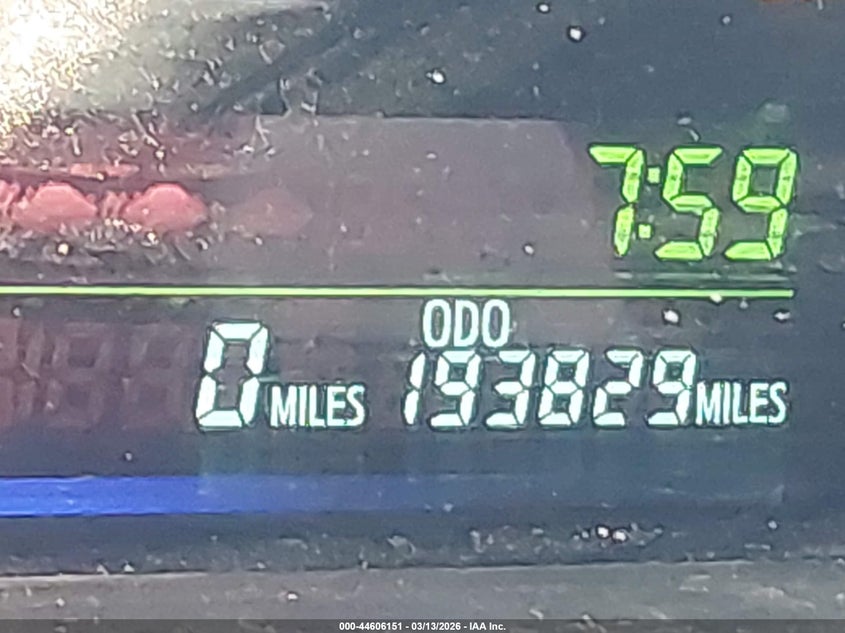 7:59
ODO
0 MILES 193829 MILES
000-44606151 - 03/13/2026 - IAA Inc.